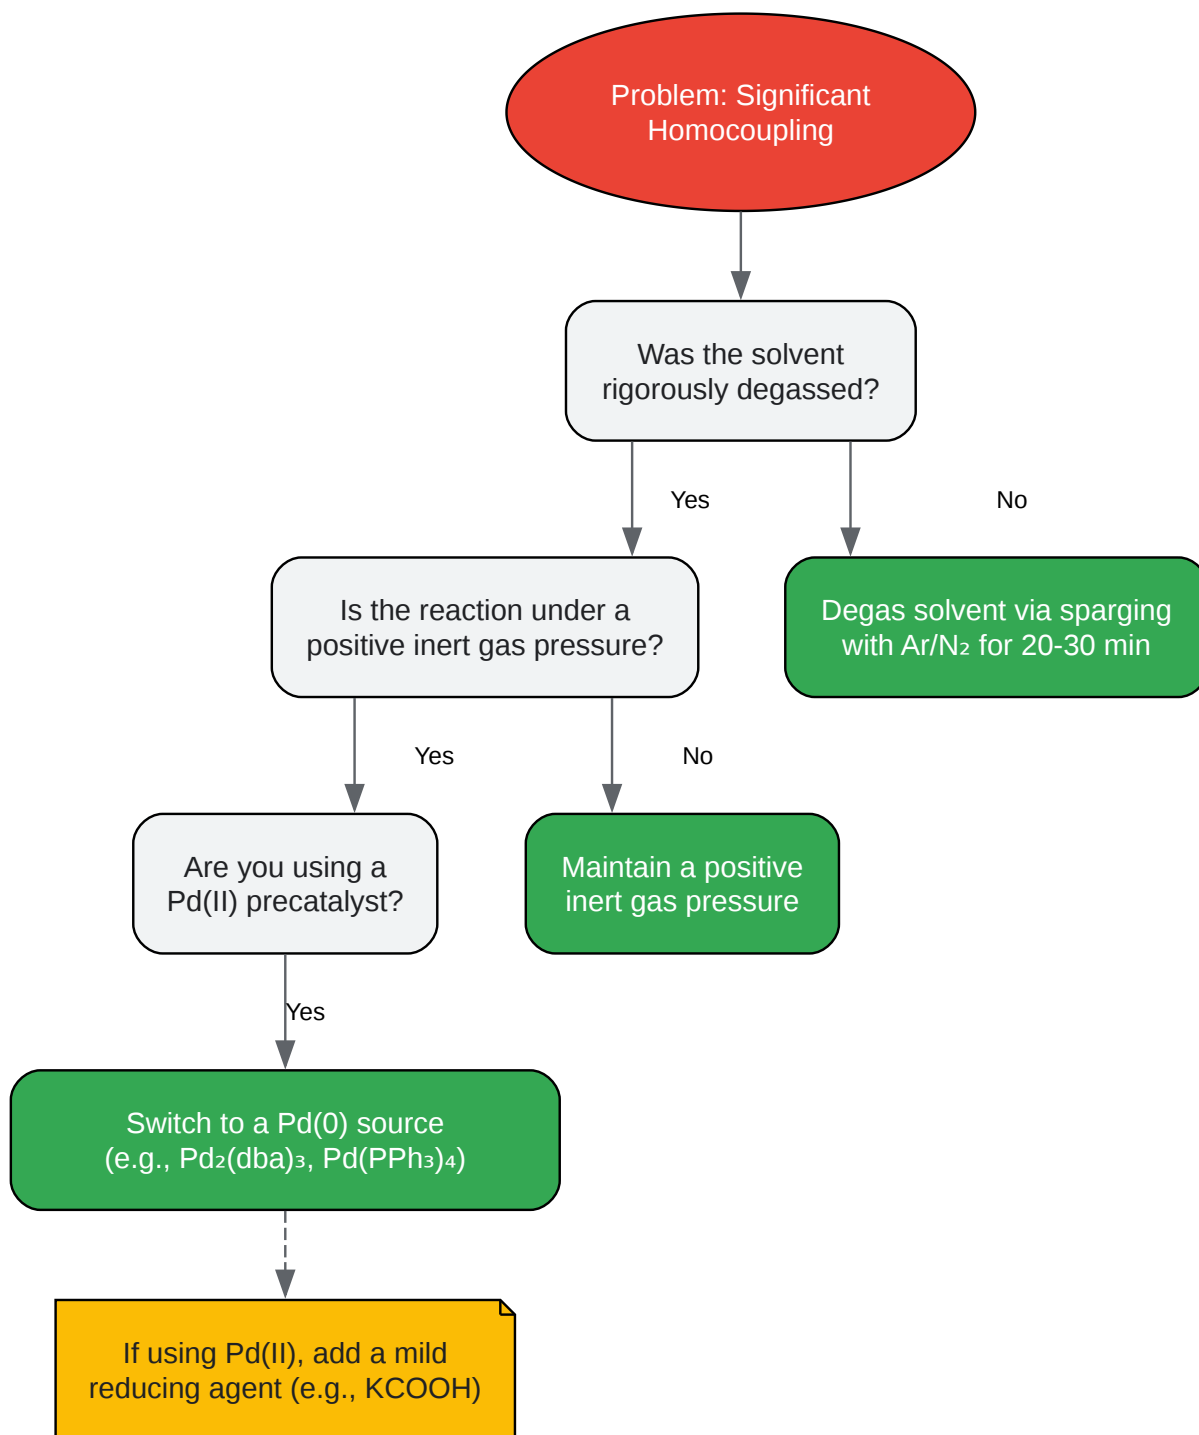 Problem: Significant
Homocoupling
Was the solvent
rigorously degassed?
Yes
No
Is the reaction under a
positive inert gas pressure?
Degas solvent via sparging
with Ar/N₂ for 20-30 min
Yes
No
Are you using a
Pd(II) precatalyst?
Maintain a positive
inert gas pressure
Yes
Switch to a Pd(0) source
(e.g., Pd₂(dba)₃, Pd(PPh₃)₄)
If using Pd(II), add a mild
reducing agent (e.g., KCOOH)